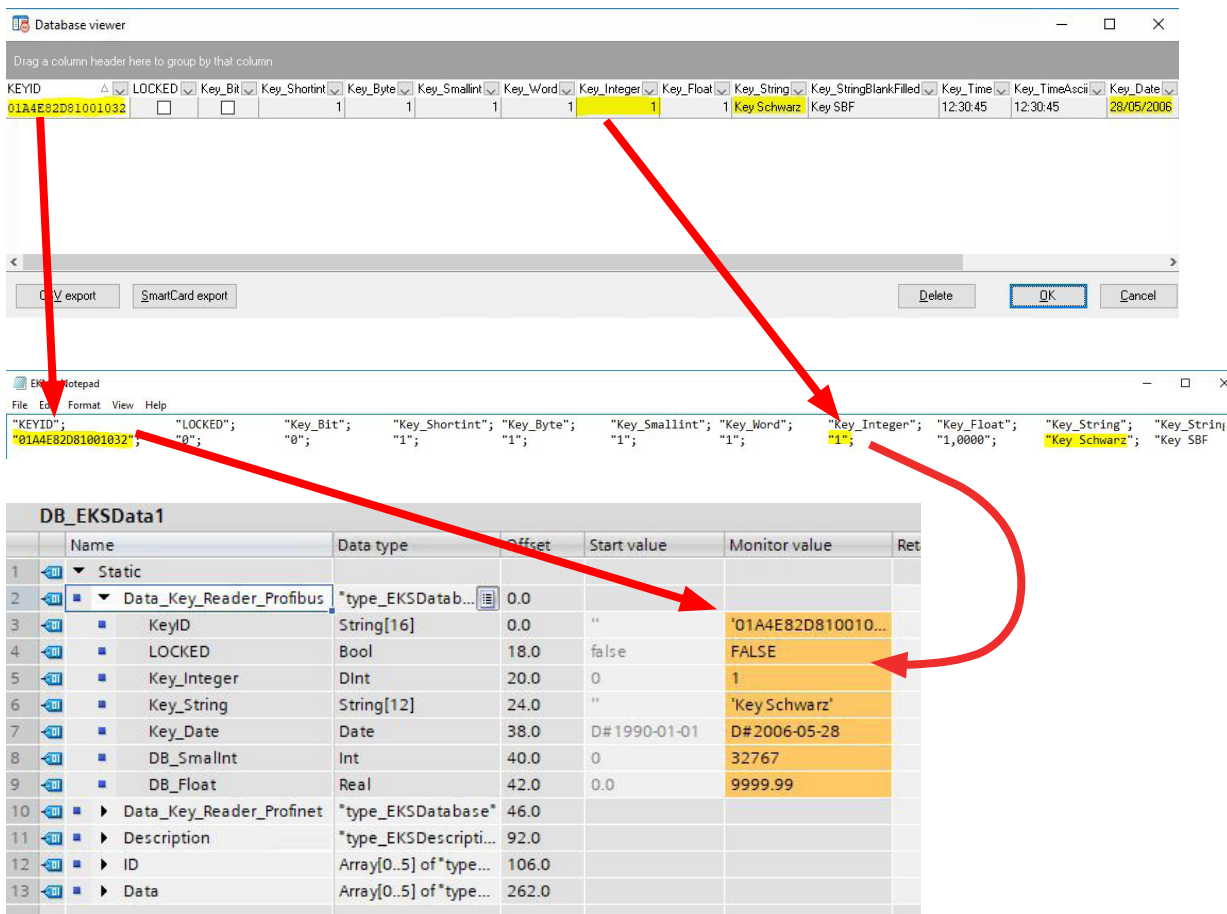 Database viewer
Drag a column header here to group by that column
KEYID LOCKED Key_Bit Key_Shortint Key_Byte Key_Smallint Key_Word Key_Integer Key_Float Key_String Key_StringBlankFilled Key_Time Key_TimeAscii Key_Date
01A4E82D81001032 1 1 1 1 1 1 Key Schwarz Key SBF 12:30:45 12:30:45 28/05/2006
export SmartCard export Delete OK Cancel
Notepad
File Format View Help
"KEYID"; "LOCKED"; "Key_Bit"; "Key_Shortint"; "Key_Byte"; "Key_Smallint"; "Key_Word"; "Key_Integer"; "Key_Float"; "Key_String"; "Key_String
"01A4E82D81001032"; "0"; "0"; "1"; "1"; "1"; "1"; "1"; "1,0000"; "Key Schwarz"; "Key SBF
DB_EKSData1
Name Data type Offset Start value Monitor value Ret
1 Static
2 Data_Key_Reader_Profibus "type_EKSDatab... 0.0
3 KeyID String[16] 0.0 '' '01A4E82D810010...
4 LOCKED Bool 18.0 false FALSE
5 Key_Integer DInt 20.0 0 1
6 Key_String String[12] 24.0 '' 'Key Schwarz'
7 Key_Date Date 38.0 D#1990-01-01 D#2006-05-28
8 DB_SmalInt Int 40.0 0 32767
9 DB_Float Real 42.0 0.0 9999.99
10 Data_Key_Reader_Profinet "type_EKSDatabase" 46.0
11 Description "type_EKSDescripti... 92.0
12 ID Array[0..5] of "type... 106.0
13 Data Array[0..5] of "type... 262.0